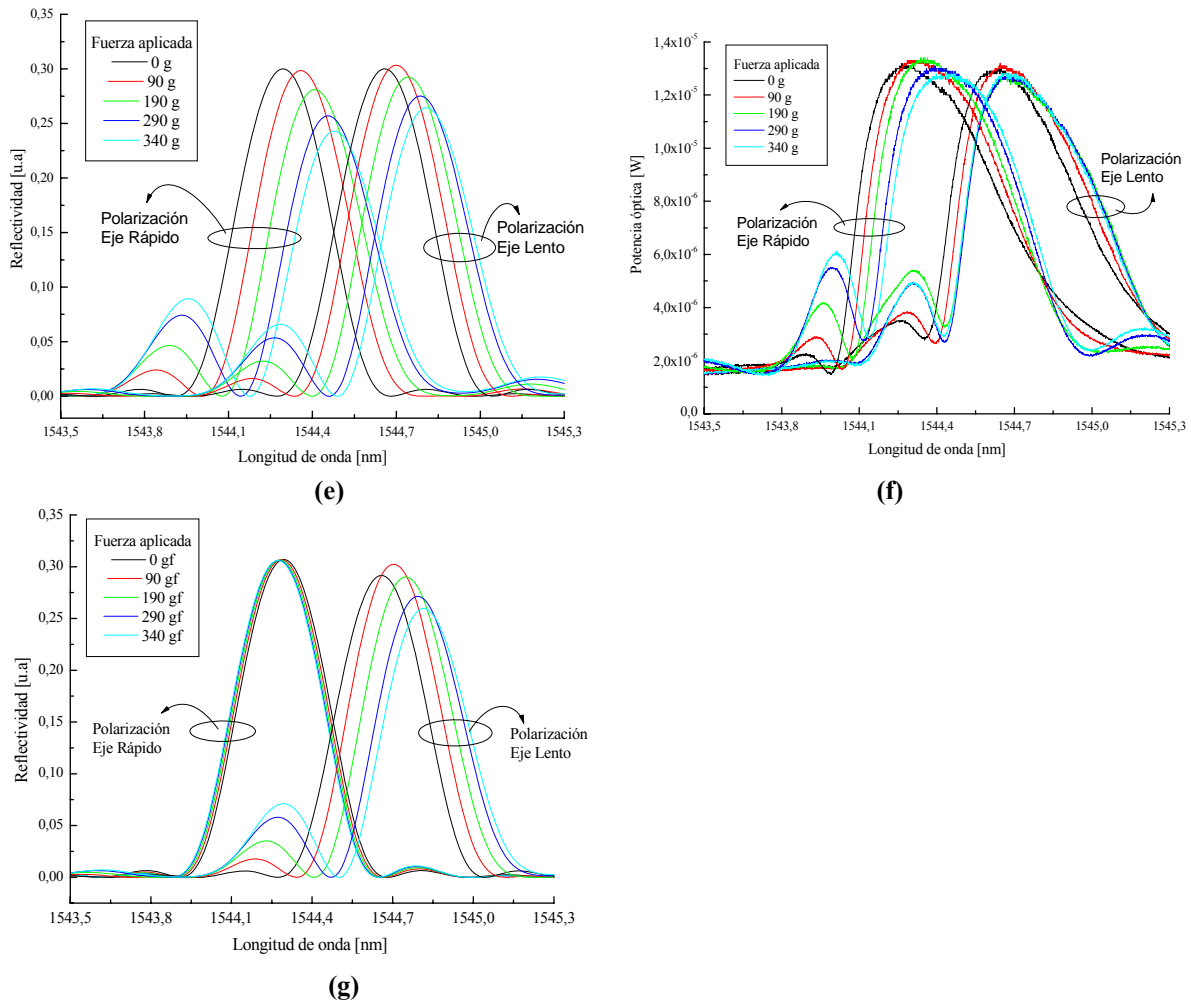 0,35
0,30
0,25
0,20
0,15
0,10
0,05
0,00
Reflectividad [u.a]
Fuerza aplicada
0 g
90 g
190 g
290 g
340 g
Polarización
Eje Rápido
Polarización
Eje Lento
1543,5
1543,8
1544,1
1544,4
1544,7
1545,0
1545,3
Longitud de onda [nm]
(e)
1,4x10-5
1,2x10-5
1,0x10-5
8,0x10-6
6,0x10-6
4,0x10-6
2,0x10-6
0,0
Potencia óptica [W]
Fuerza aplicada
0 g
90 g
190 g
290 g
340 g
Polarización
Eje Rápido
Polarización
Eje Lento
1543,5
1543,8
1544,1
1544,4
1544,7
1545,0
1545,3
Longitud de onda [nm]
(f)
0,35
0,30
0,25
0,20
0,15
0,10
0,05
0,00
Reflectividad [u.a]
Fuerza aplicada
0 gf
90 gf
190 gf
290 gf
340 gf
Polarización
Eje Rápido
Polarización
Eje Lento
1543,5
1543,8
1544,1
1544,4
1544,7
1545,0
1545,3
Longitud de onda [nm]
(g)